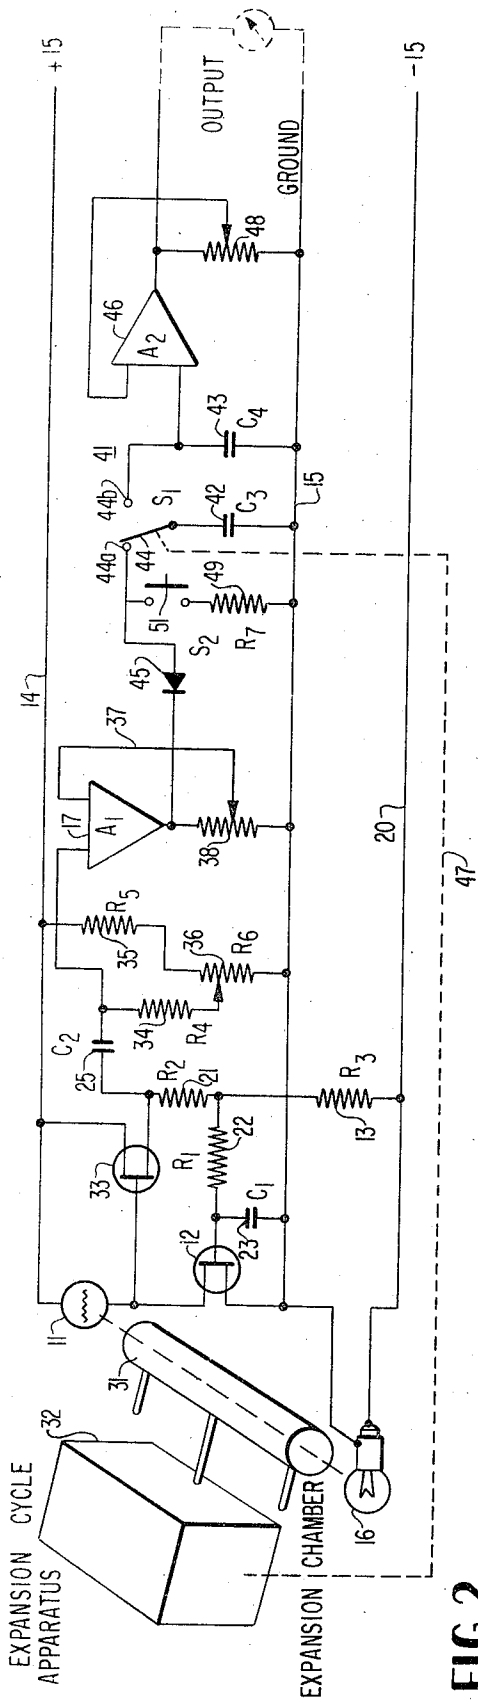 EXPANSION CYCLE
APPARATUS
32
31
EXPANSION CHAMBER
16
11
12
23
C1
33
R1
22
R2
21
25
C2
R3
13
34
R4
35
R5
36
R6
17
A1
37
38
14
45
S2
51
R7
49
44a
44
44b
S1
41
42
C3
43
C4
15
46
A2
48
+15
OUTPUT
GROUND
-15
20
47
FIG.2